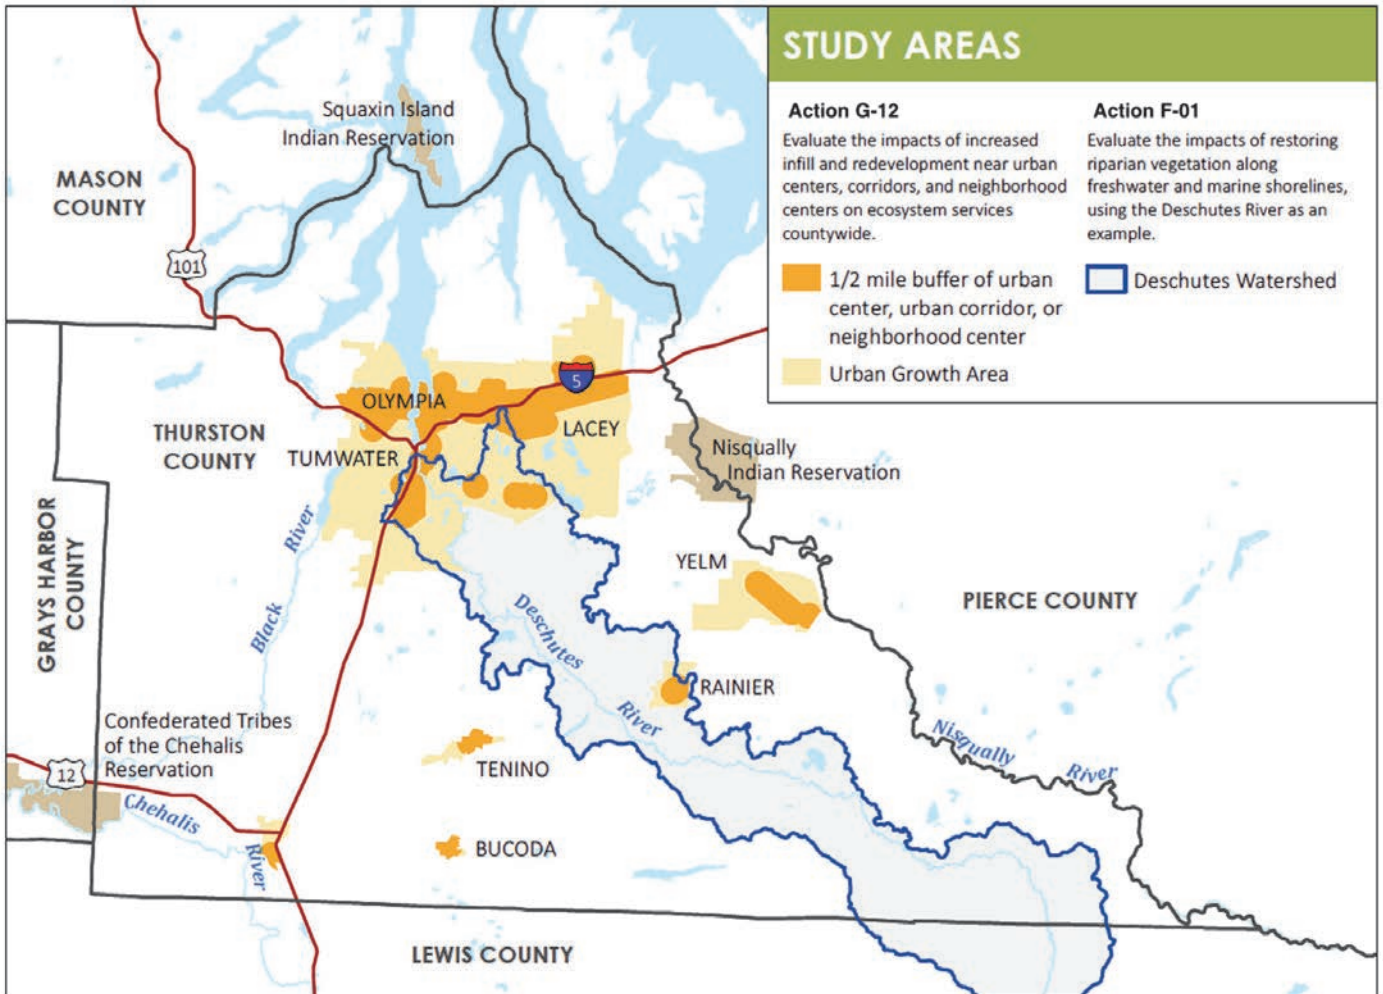 STUDY AREAS
Action G-12
Evaluate the impacts of increased
infill and redevelopment near urban
centers, corridors, and neighborhood
centers on ecosystem services
countywide.
1/2 mile buffer of urban
center, urban corridor, or
neighborhood center
Urban Growth Area
Action F-01
Evaluate the impacts of restoring
riparian vegetation along
freshwater and marine shorelines,
using the Deschutes River as an
example.
Deschutes Watershed
Squaxin Island
Indian Reservation
MASON
COUNTY
101
5
OLYMPIA
LACEY
THURSTON
COUNTY
TUMWATER
Nisqually
Indian Reservation
GRAYS HARBOR
COUNTY
Black River
YELM
PIERCE COUNTY
Deschutes
River
RAINIER
Confederated Tribes
of the Chehalis
Reservation
12
Chehalis
River
TENINO
Nisqually
River
BUCODA
LEWIS COUNTY